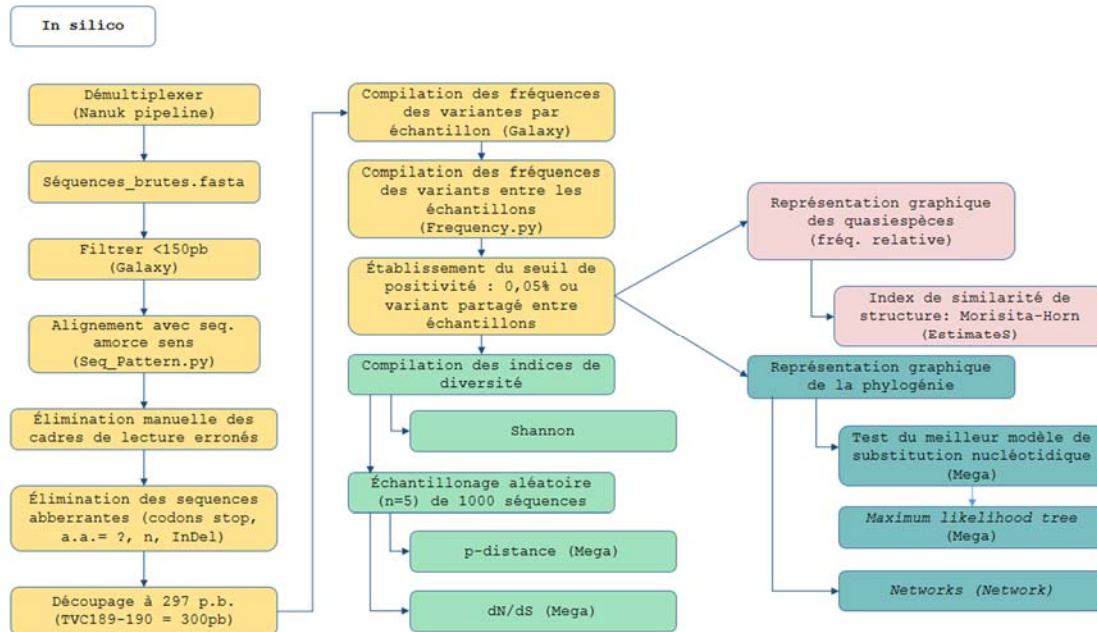 In silico
Démultiplexer
(Nanuk pipeline)
Séquences_brutes.fasta
Filtrer <150pb
(Galaxy)
Alignement avec seq.
amorce sens
(Seq_Pattern.py)
Élimination manuelle des
cadres de lecture erronés
Élimination des sequences
abberrantes (codons stop,
a.a.= ?, n, InDel)
Découpage à 297 p.b.
(TVC189-190 = 300pb)
Compilation des fréquences
des variantes par
échantillon (Galaxy)
Compilation des fréquences
des variants entre les
échantillons
(Frequency.py)
Établissement du seuil de
positivité : 0,05% ou
variant partagé entre
échantillons
Compilation des indices de
diversité
Shannon
Échantillonage aléatoire
(n=5) de 1000 séquences
p-distance (Mega)
dN/dS (Mega)
Représentation graphique
des quasiespèces
(fréq. relative)
Index de similarité de
structure: Morisita-Horn
(EstimateS)
Représentation graphique
de la phylogénie
Test du meilleur modèle de
substitution nucléotidique
(Mega)
Maximum likelihood tree
(Mega)
Networks (Network)